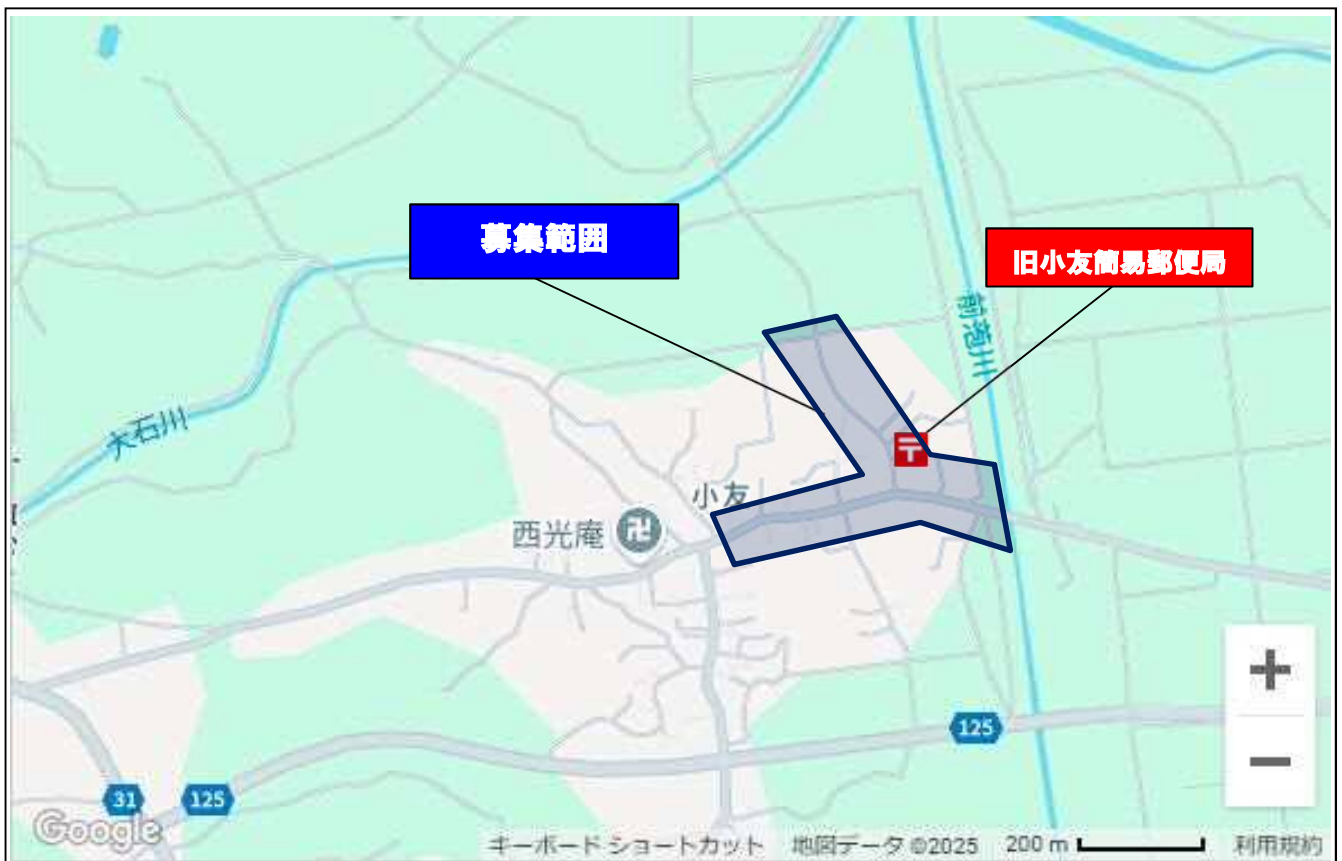 募集範囲
旧小友簡易郵便局
前滝川
大石川
小友
西光庵
卍
125
31
125
Google
キーボード ショートカット
地図データ ©2025
200 m
利用規約
+
−